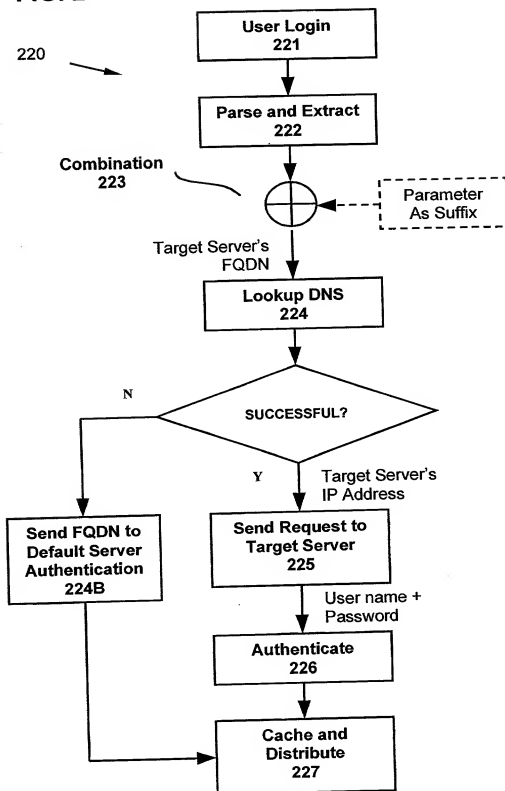 220
User Login
221
Parse and Extract
222
Combination
223
Parameter
As Suffix
Target Server's
FQDN
Lookup DNS
224
N
SUCCESSFUL?
Y
Target Server's
IP Address
Send FQDN to
Default Server
Authentication
224B
Send Request to
Target Server
225
User name +
Password
Authenticate
226
Cache and
Distribute
227